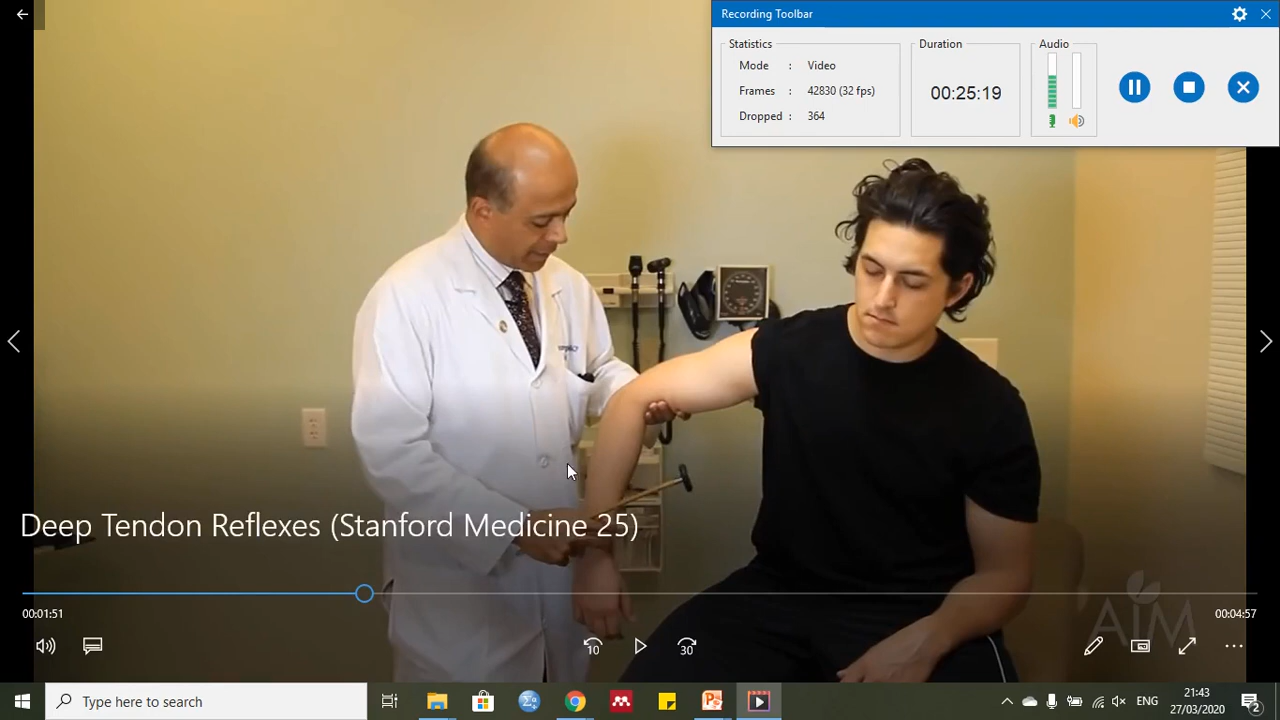 Recording Toolbar
Statistics
Mode : Video
Frames : 42830 (32 fps)
Dropped : 364
Duration
00:25:19
Audio
Deep Tendon Reflexes (Stanford Medicine 25)
00:01:51
00:04:57
10
30
AIM
Type here to search
ENG
21:43
27/03/2020
2